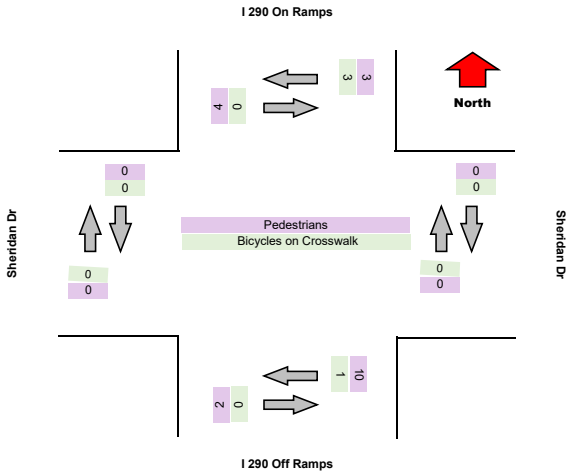 I 290 On Ramps
3 3
4 0
North
0
0
0
0
Sheridan Dr
Pedestrians
Bicycles on Crosswalk
Sheridan Dr
0
0
0
0
1 10
2 0
I 290 Off Ramps